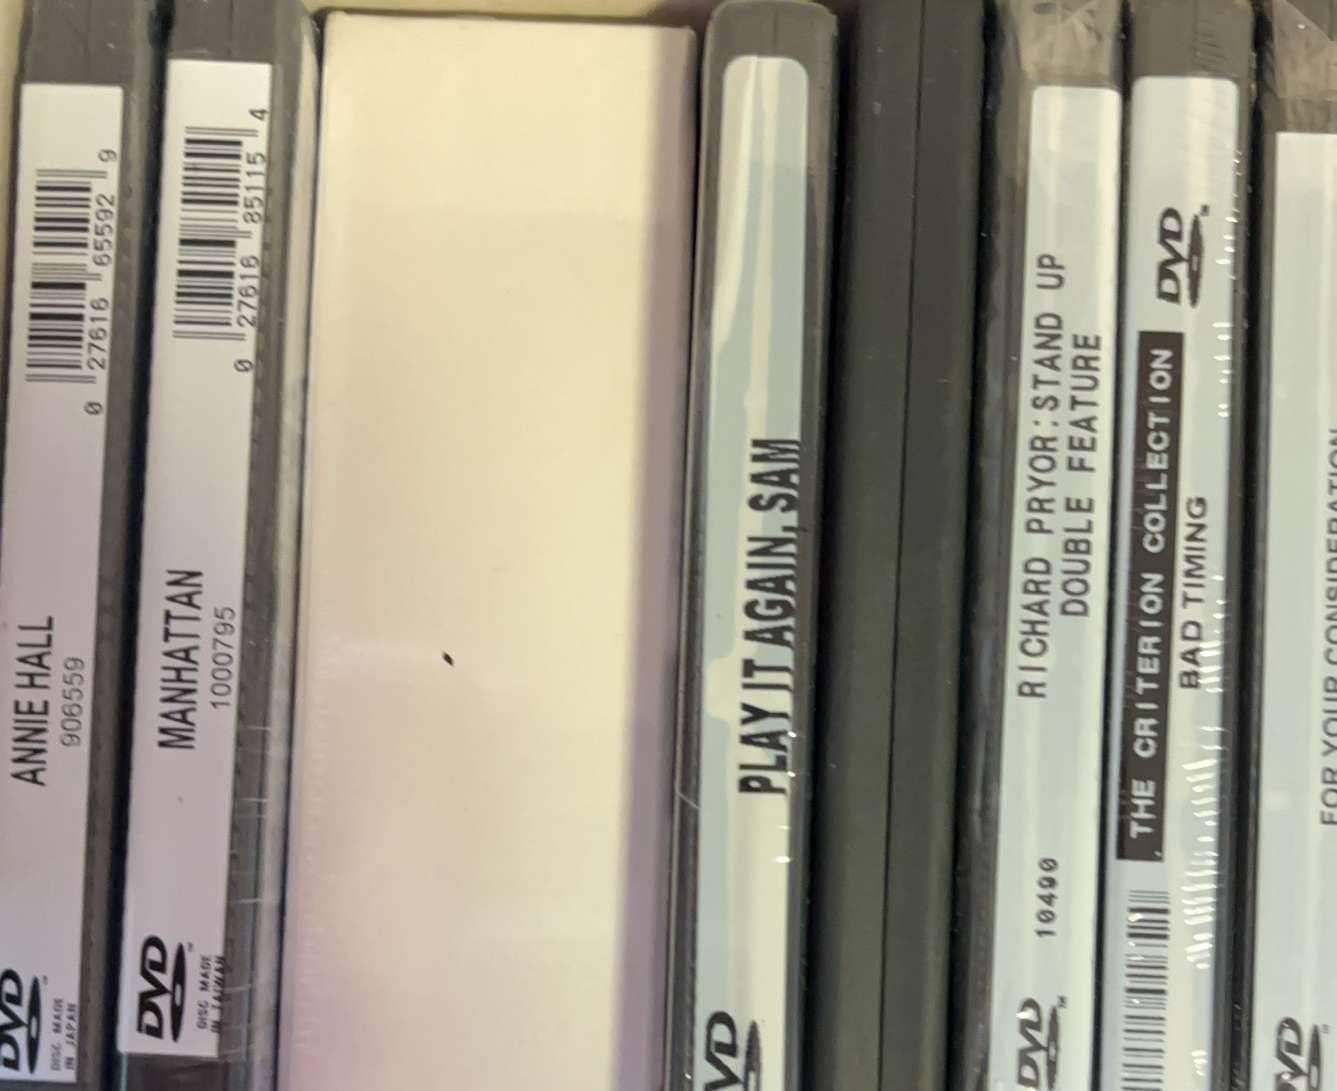 ANNIE HALL
906559
0 27616 65592 9
DVD
DISC MADE
IN JAPAN
MANHATTAN
1000795
0 27616 85115 4
DVD
DISC MADE
IN TAIWAN
PLAY IT AGAIN, SAM
DVD
RICHARD PRYOR: STAND UP
DOUBLE FEATURE
10490
DVD
THE CRITERION COLLECTION
BAD TIMING
DVD
FOR YOUR CONSIDERATION
DVD